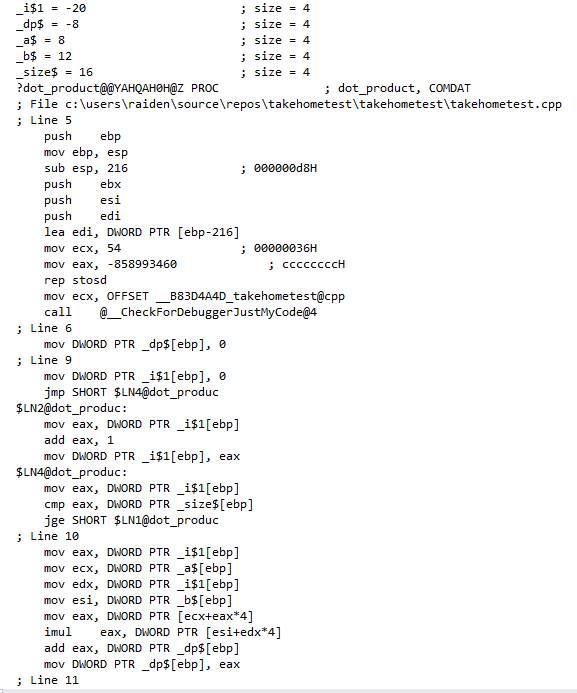 _i$1 = -20 ; size = 4
_dp$ = -8 ; size = 4
_a$ = 8 ; size = 4
_b$ = 12 ; size = 4
_size$ = 16 ; size = 4
?dot_product@@YAHQAH0H@Z PROC ; dot_product, COMDAT
; File c:\users\raiden\source\repos\takehometest\takehometest\takehometest.cpp
; Line 5
push ebp
mov ebp, esp
sub esp, 216 ; 000000d8H
push ebx
push esi
push edi
lea edi, DWORD PTR [ebp-216]
mov ecx, 54 ; 00000036H
mov eax, -858993460 ; ccccccccH
rep stosd
mov ecx, OFFSET __B83D4A4D_takehometest@cpp
call @__CheckForDebuggerJustMyCode@4
; Line 6
mov DWORD PTR _dp$[ebp], 0
; Line 9
mov DWORD PTR _i$1[ebp], 0
jmp SHORT $LN4@dot_produc
$LN2@dot_produc:
mov eax, DWORD PTR _i$1[ebp]
add eax, 1
mov DWORD PTR _i$1[ebp], eax
$LN4@dot_produc:
mov eax, DWORD PTR _i$1[ebp]
cmp eax, DWORD PTR _size$[ebp]
jge SHORT $LN1@dot_produc
; Line 10
mov eax, DWORD PTR _i$1[ebp]
mov ecx, DWORD PTR _a$[ebp]
mov edx, DWORD PTR _i$1[ebp]
mov esi, DWORD PTR _b$[ebp]
mov eax, DWORD PTR [ecx+eax*4]
imul eax, DWORD PTR [esi+edx*4]
add eax, DWORD PTR _dp$[ebp]
mov DWORD PTR _dp$[ebp], eax
; Line 11